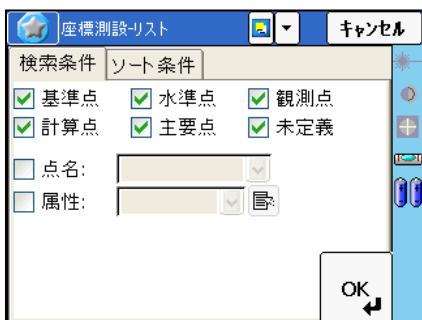 座標測設-リスト キャンセル
検索条件 ソート条件
基準点 水準点 観測点
計算点 主要点 未定義
点名:
属性:
OK